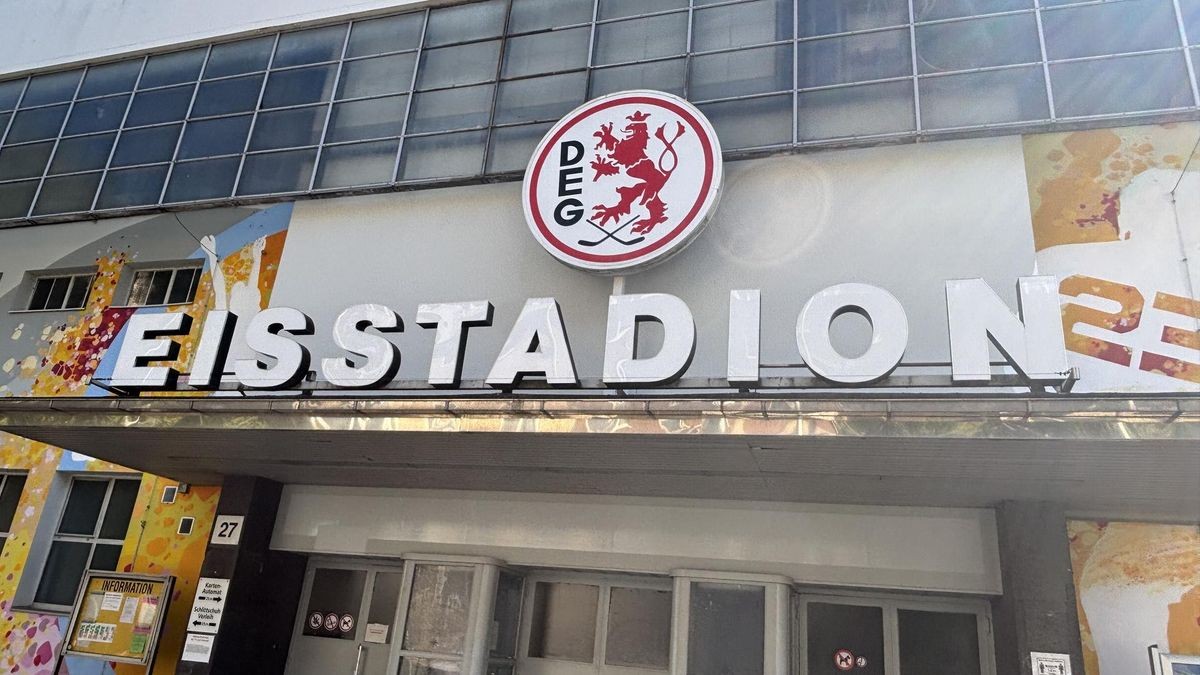 DEG
EISSTADION
27
INFORMATION
Karten-
Automat
Schlittschuh
Verleih